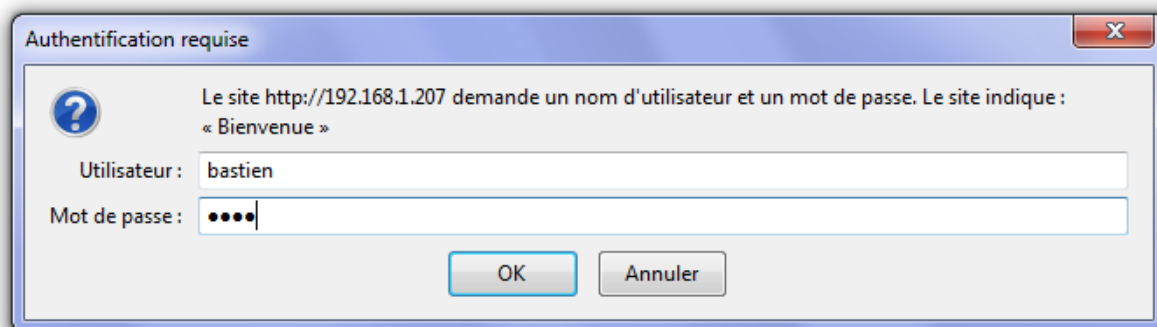 Authentification requise
Le site http://192.168.1.207 demande un nom d'utilisateur et un mot de passe. Le site indique :
« Bienvenue »
Utilisateur : bastien
Mot de passe : ●●●●
OK Annuler